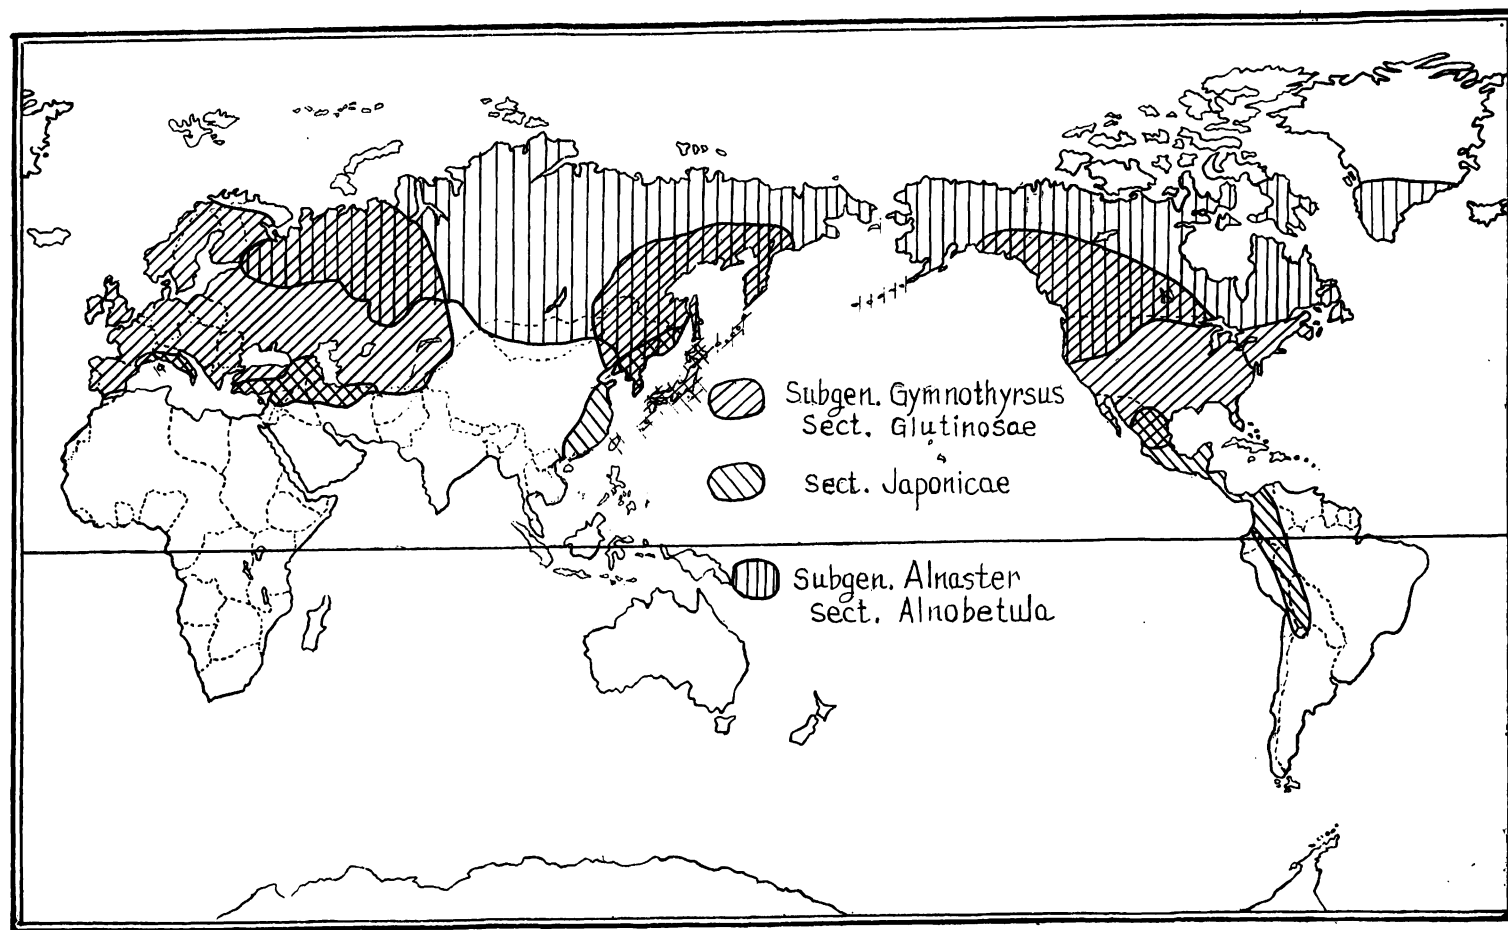 Subgen. Gymnothyrsus
Sect. Glutinosae
Sect. Japonicae
Subgen. Alnaster
Sect. Alnobetula